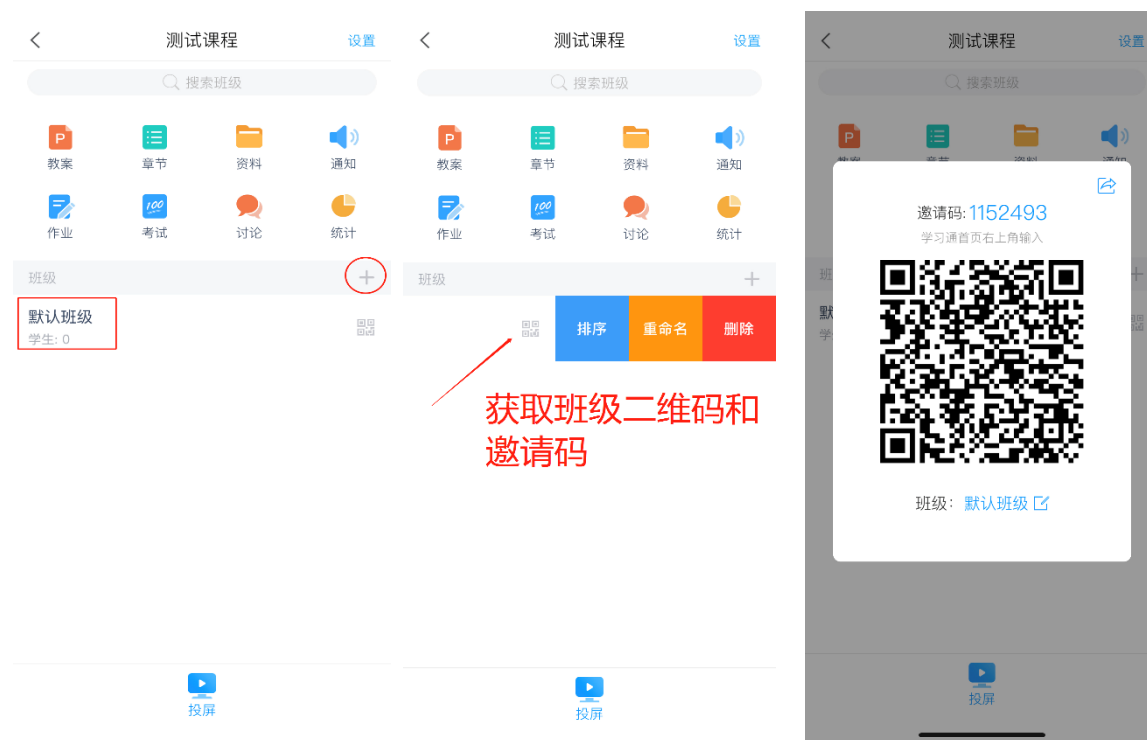 测试课程 设置
搜索班级
教案 章节 资料 通知
作业 考试 讨论 统计
班级
默认班级
学生: 0
投屏
测试课程 设置
搜索班级
教案 章节 资料 通知
作业 考试 讨论 统计
班级
排序 重命名 删除
获取班级二维码和
邀请码
投屏
测试课程 设置
搜索班级
邀请码: 1152493
学习通首页右上角输入
班级: 默认班级
投屏